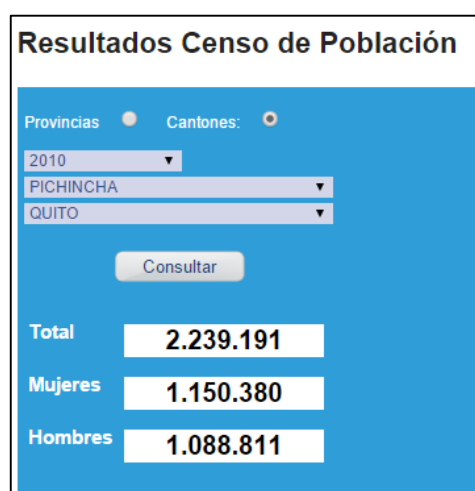 Resultados Censo de Población
Provincias Cantones:
2010
PICHINCHA
QUITO
Consultar
Total 2.239.191
Mujeres 1.150.380
Hombres 1.088.811